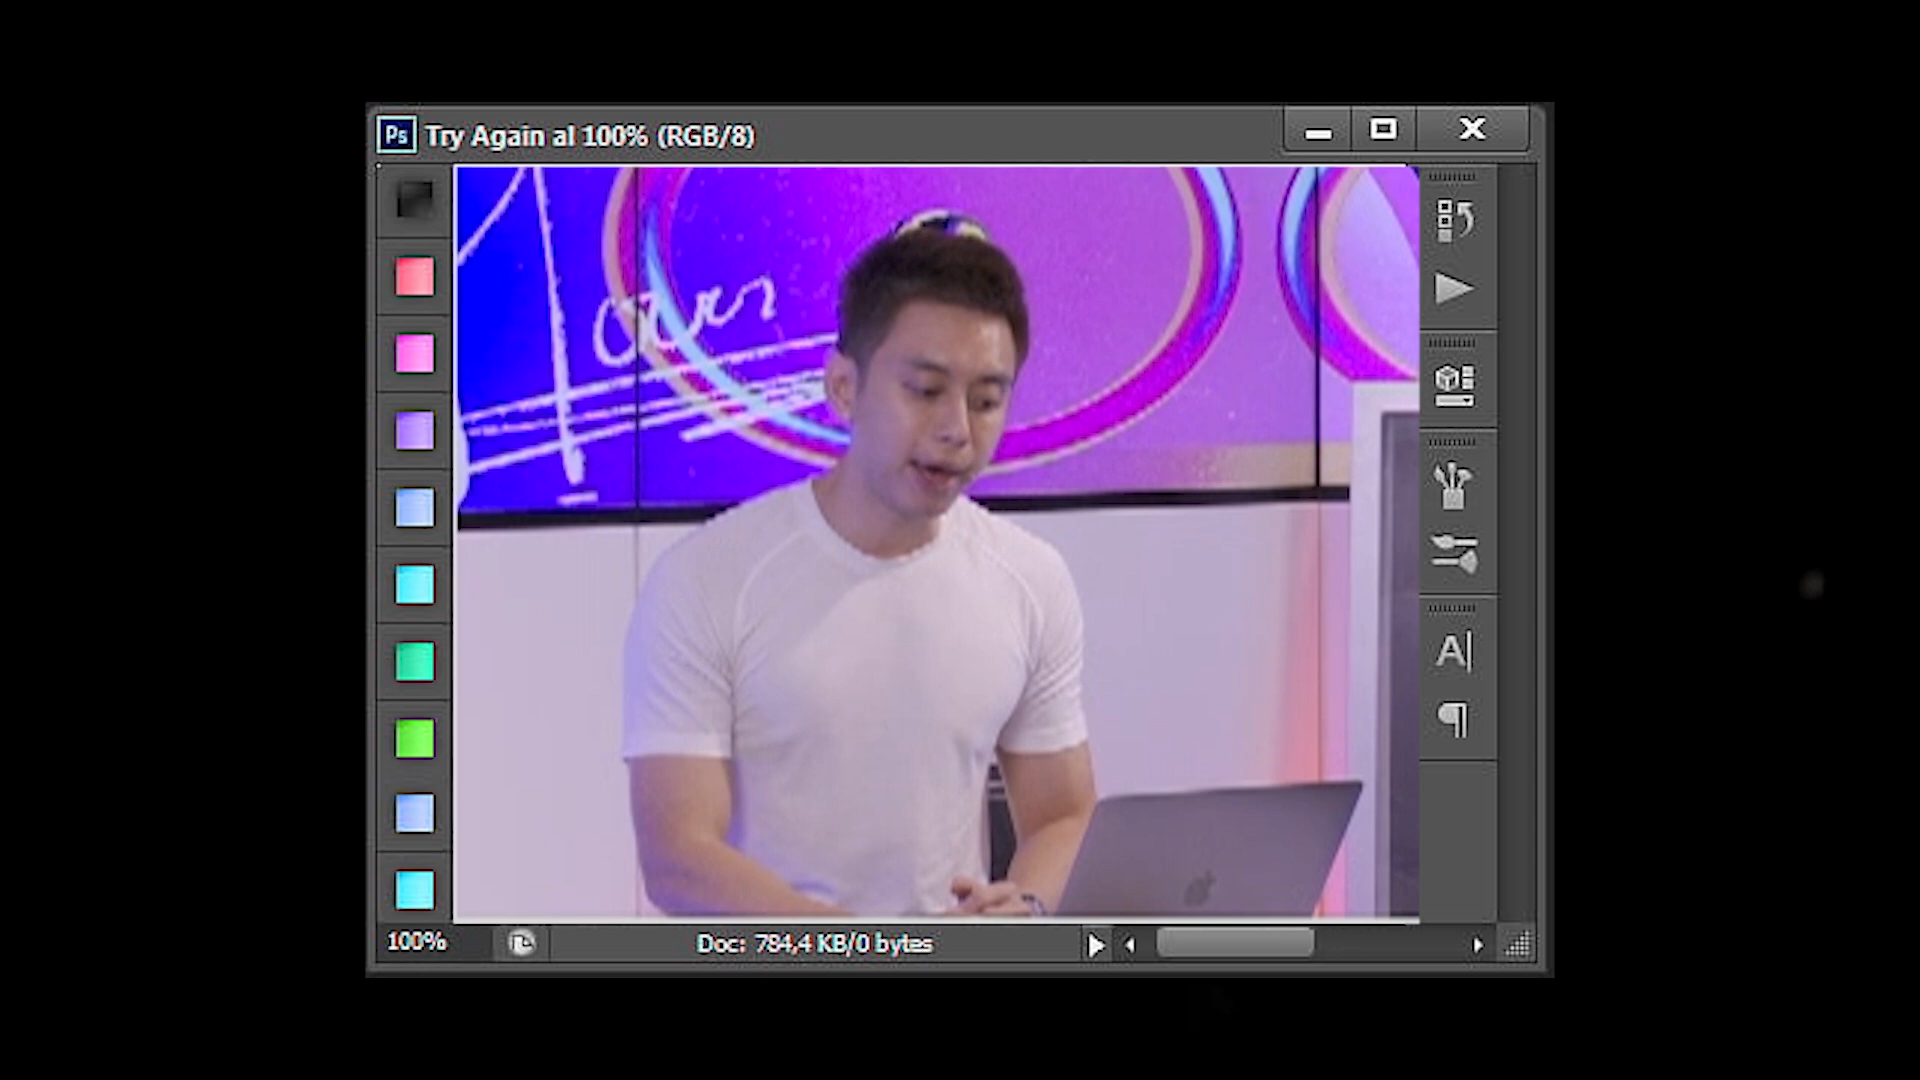 Ps Try Again al 100% (RGB/8)
A|
¶
100%
Doc: 784,4 KB/0 bytes